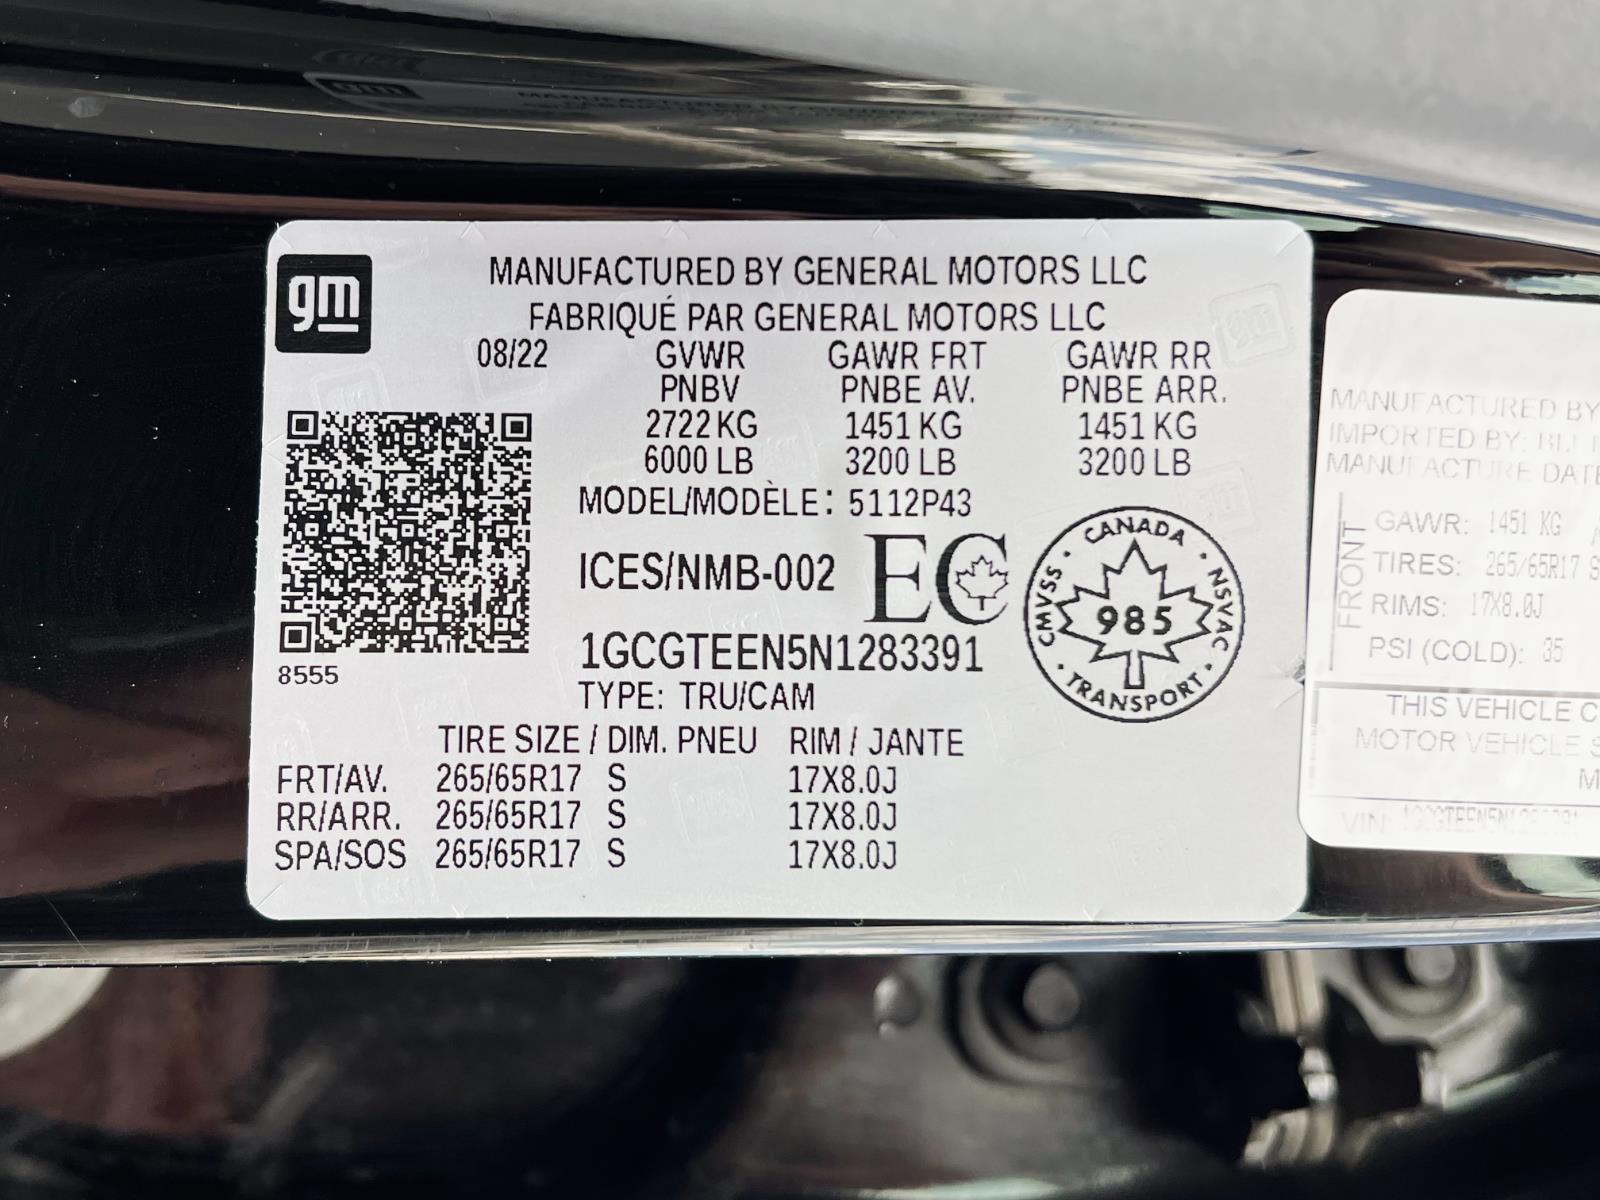 gm
MANUFACTURED BY GENERAL MOTORS LLC
FABRIQUÉ PAR GENERAL MOTORS LLC
08/22 GVWR GAWR FRT GAWR RR
PNBV PNBE AV. PNBE ARR.
2722 KG 1451 KG 1451 KG
6000 LB 3200 LB 3200 LB
MODEL/MODÈLE: 5112P43
ICES/NMB-002 EC
CANADA
CMVSS · NSVAC
985
TRANSPORT
1GCGTEEN5N1283391
8555
TYPE: TRU/CAM
TIRE SIZE / DIM. PNEU RIM / JANTE
FRT/AV. 265/65R17 S 17X8.0J
RR/ARR. 265/65R17 S 17X8.0J
SPA/SOS 265/65R17 S 17X8.0J
MANUFACTURED BY
IMPORTED BY:
MANUFACTURE DATE
FRONT
GAWR: 1451 KG
TIRES: 265/65R17 S
RIMS: 17X8.0J
PSI (COLD): 35
THIS VEHICLE C
MOTOR VEHICLE S
M
VIN: